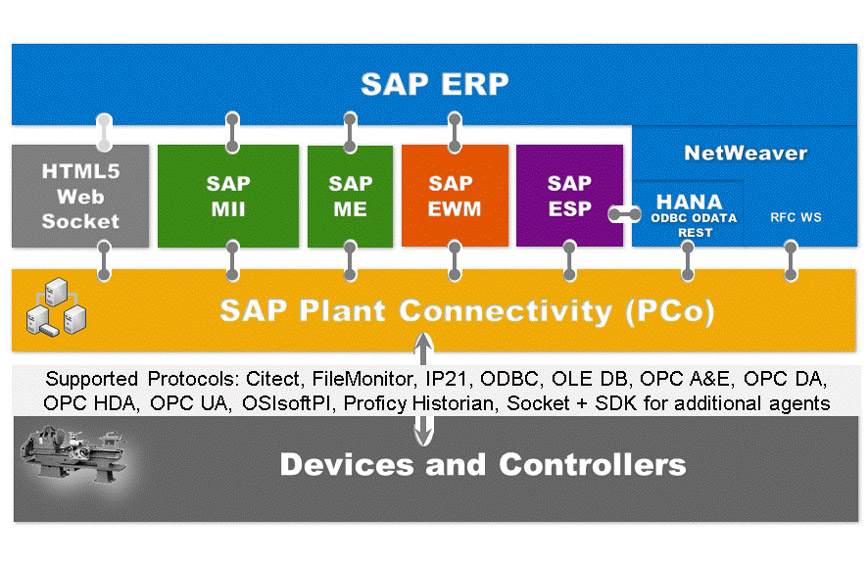 SAP ERP
HTML5
Web
Socket
SAP
MII
SAP
ME
SAP
EWM
SAP
ESP
NetWeaver
HANA
ODBC ODATA
REST
RFC WS
SAP Plant Connectivity (PCo)
Supported Protocols: Citect, FileMonitor, IP21, ODBC, OLE DB, OPC A&E, OPC DA,
OPC HDA, OPC UA, OSIsoftPI, Proficy Historian, Socket + SDK for additional agents
Devices and Controllers